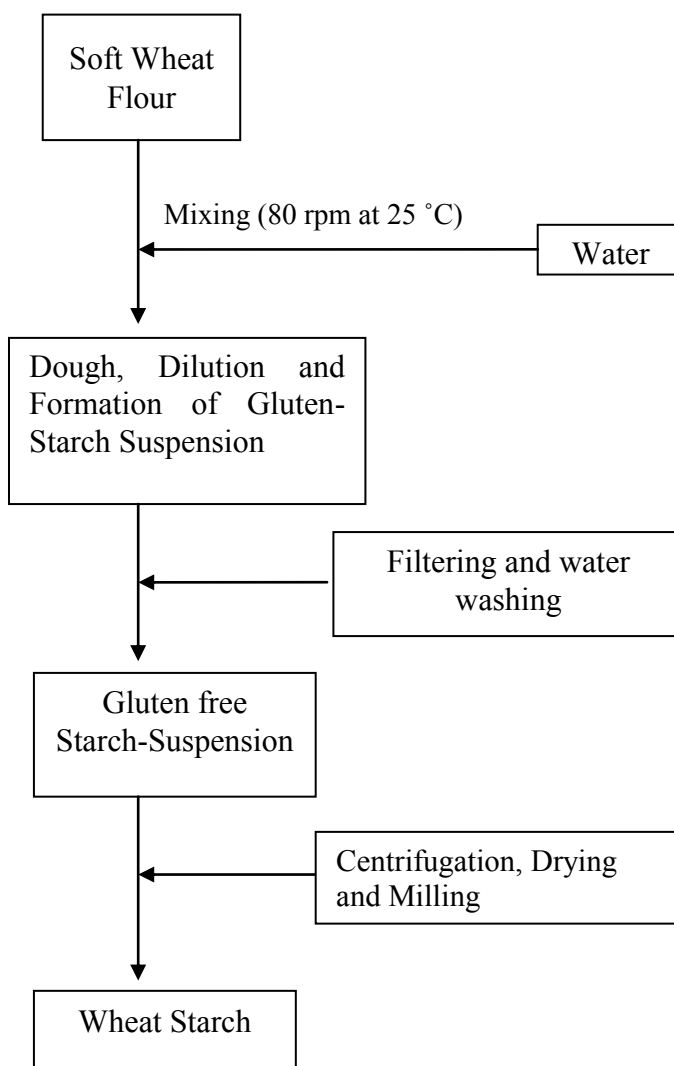 Soft Wheat
Flour
Mixing (80 rpm at 25 ˚C)
Water
Dough, Dilution and
Formation of Gluten-
Starch Suspension
Filtering and water
washing
Gluten free
Starch-Suspension
Centrifugation, Drying
and Milling
Wheat Starch